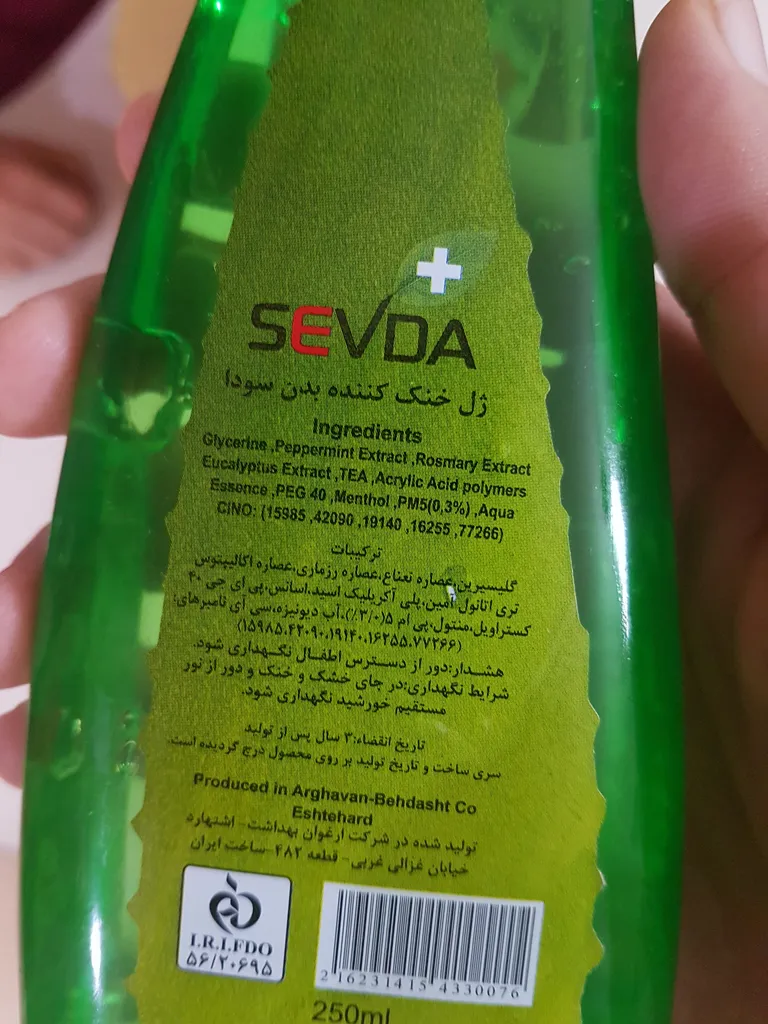 SEVDA
ژل خنک کننده بدن سودا
Ingredients
Glycerine ,Peppermint Extract ,Rosmary Extract
Eucalyptus Extract ,TEA ,Acrylic Acid polymers
Essence ,PEG 40 ,Menthol ,PM5(0,3%) ,Aqua
CINO: (15985 ,42090 ,19140 ,16255 ,77266)
ترکیبات
گلیسیرین،عصاره نعناع،عصاره رزماری،عصاره اکالیپتوس
تری اتانول آمین،پلی آکریلیک اسید،اسانس،پی ای جی ۴۰
کستراویل،منتول،پی ام ۵(۰/۳٪)،آب دیونیزه،سی آی نامبرهای:
(۱۵۹۸۵،۴۲۰۹۰،۱۹۱۴۰،۱۶۲۵۵،۷۷۲۶۶)
هشدار:دور از دسترس اطفال نگهداری شود.
شرایط نگهداری:در جای خشک و خنک و دور از نور
مستقیم خورشید نگهداری شود.
تاریخ انقضاء:۳ سال پس از تولید
سری ساخت و تاریخ تولید بر روی محصول درج گردیده است.
Produced in Arghavan-Behdasht Co
Eshtehard
تولید شده در شرکت ارغوان بهداشت- اشتهارد
خیابان غزالی غربی- قطعه ۴۸۲-ساخت ایران
I.R.I.FDO
۵۶/۲۰۶۹۵
2 16231415 4330076
250ml